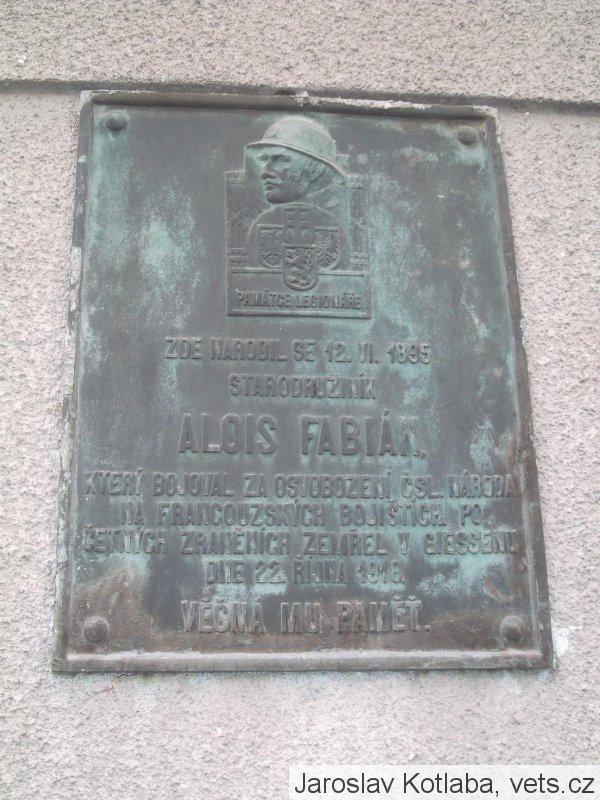 PAMÁTCE LEGIONÁŘE
ZDE NARODIL SE 12. VI. 1895
STARODRUŽINÍK
ALOIS FABIÁN,
KTERÝ BOJOVAL ZA OSVOBOZENÍ ČSL. NÁRODA
NA FRANCOUZSKÝCH BOJIŠTÍCH. PO
ČETNÝCH ZRANĚNÍCH ZEMŘEL V GIESSENU
DNE 22. ŘÍJNA 1918.
VĚČNÁ MU PAMĚŤ.
Jaroslav Kotlaba, vets.cz